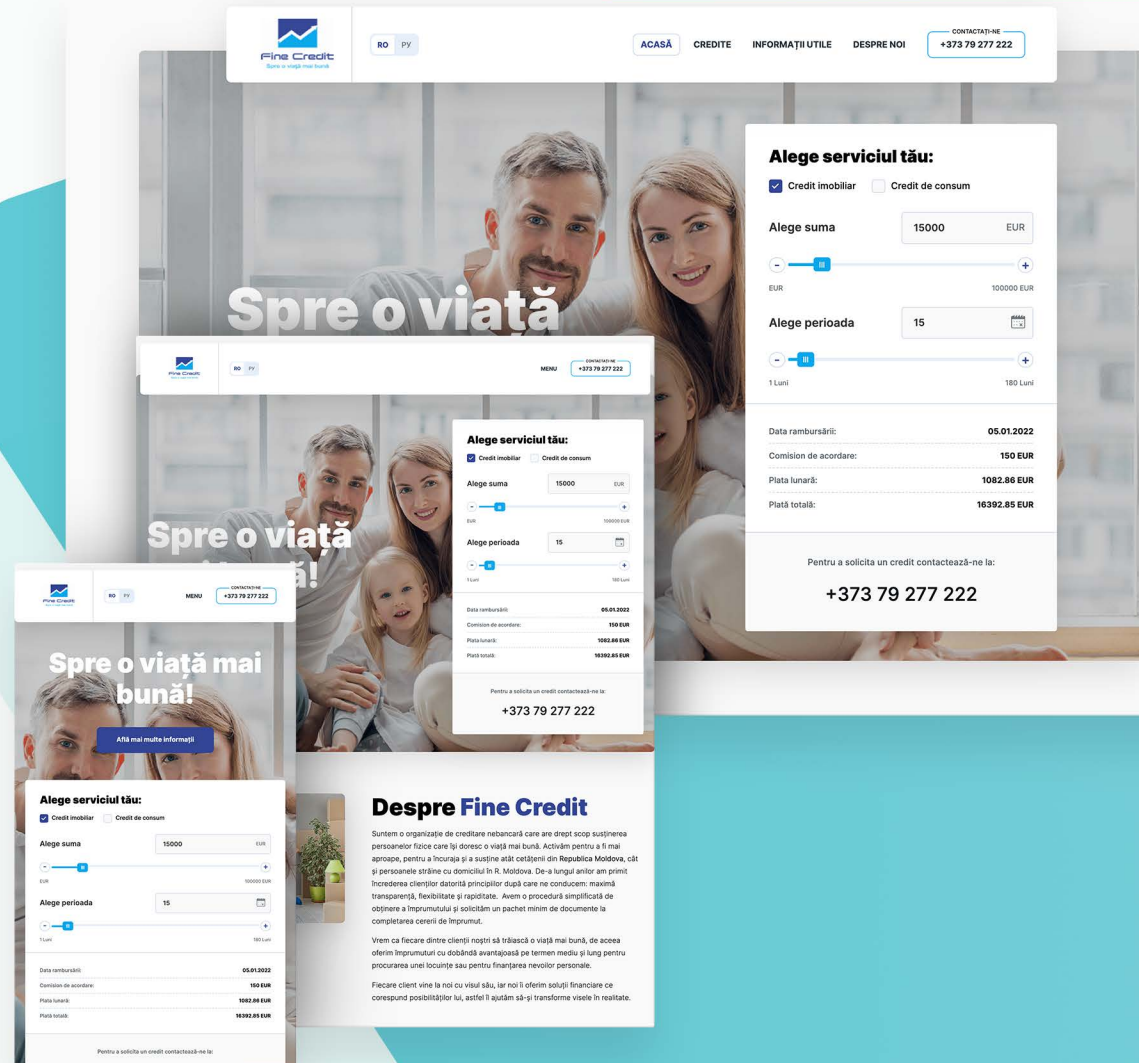 Fine Credit
Spre o viață mai bună
RO РУ
ACASĂ CREDITE INFORMAȚII UTILE DESPRE NOI
CONTACTAȚI-NE
+373 79 277 222
Alege serviciul tău:
Credit imobiliar Credit de consum
Alege suma 15000 EUR
- +
EUR 100000 EUR
Alege perioada 15
- +
1 Luni 180 Luni
Data rambursării: 05.01.2022
Comision de acordare: 150 EUR
Plata lunară: 1082.86 EUR
Plată totală: 16392.85 EUR
Pentru a solicita un credit contactează-ne la:
+373 79 277 222
Spre o viață
Fine Credit
RO РУ
MENU
CONTACTAȚI-NE
+373 79 277 222
Spre o viață
ă!
Alege serviciul tău:
Credit imobiliar Credit de consum
Alege suma 15000 EUR
- +
EUR 100000 EUR
Alege perioada 15
- +
1 Luni 180 Luni
Data rambursării: 05.01.2022
Comision de acordare: 150 EUR
Plata lunară: 1082.86 EUR
Plată totală: 16392.85 EUR
Pentru a solicita un credit contactează-ne la:
+373 79 277 222
Despre Fine Credit
Suntem o organizație de creditare nebancară care are drept scop susținerea
persoanelor fizice care își doresc o viață mai bună. Activăm pentru a fi mai
aproape, pentru a încuraja și a susține atât cetățenii din Republica Moldova, cât
și persoanele străine cu domiciliul în R. Moldova. De-a lungul anilor am primit
încrederea clienților datorită principiilor după care ne conducem: maximă
transparență, flexibilitate și rapiditate. Avem o procedură simplificată de
obținere a împrumutului și solicităm un pachet minim de documente la
completarea cererii de împrumut.
Vrem ca fiecare dintre clienții noștri să trăiască o viață mai bună, de aceea
oferim împrumuturi cu dobândă avantajoasă pe termen mediu și lung pentru
procurarea unei locuințe sau pentru finanțarea nevoilor personale.
Fiecare client vine la noi cu visul său, iar noi îi oferim soluții financiare ce
corespund posibilităților lui, astfel îl ajutăm să-și transforme visele în realitate.
Fine Credit
RO РУ
MENU
CONTACTAȚI-NE
+373 79 277 222
Spre o viață mai
bună!
Află mai multe informații
Alege serviciul tău:
Credit imobiliar Credit de consum
Alege suma 15000 EUR
- +
EUR 100000 EUR
Alege perioada 15
- +
1 Luni 180 Luni
Data rambursării: 05.01.2022
Comision de acordare: 150 EUR
Plata lunară: 1082.86 EUR
Plată totală: 16392.85 EUR
Pentru a solicita un credit contactează-ne la: